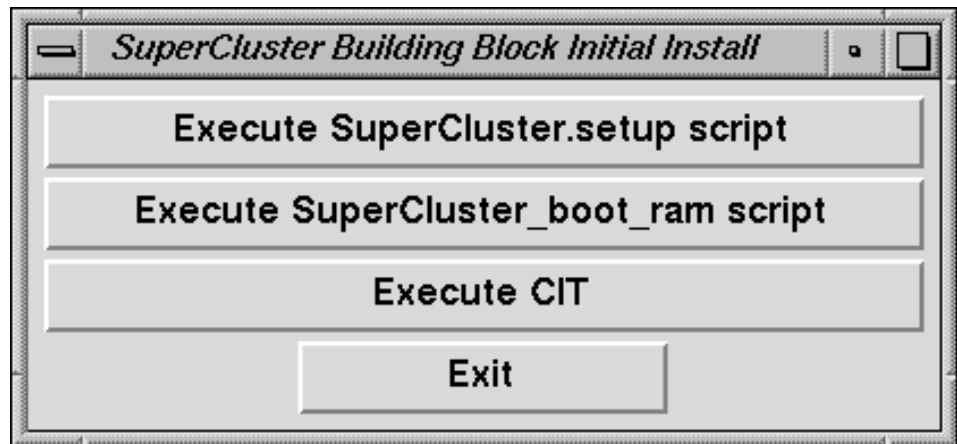 SuperCluster Building Block Initial Install
Execute SuperCluster.setup script
Execute SuperCluster_boot_ram script
Execute CIT
Exit